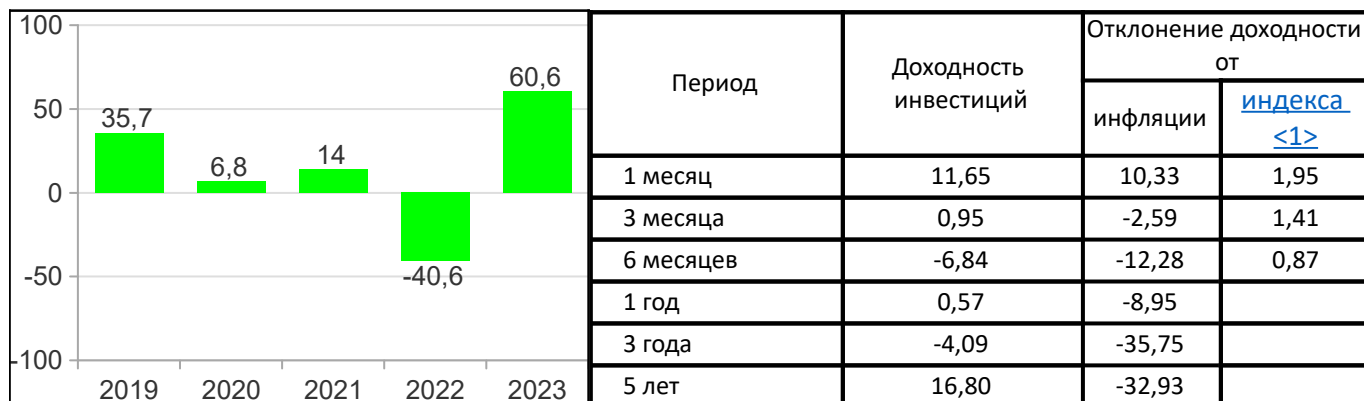 100
50
0
-50
-100
35,7
6,8
14
-40,6
60,6
2019 2020 2021 2022 2023
Период
Доходность
инвестиций
Отклонение доходности
от
инфляции
индекса
<1>
1 месяц 11,65 10,33 1,95
3 месяца 0,95 -2,59 1,41
6 месяцев -6,84 -12,28 0,87
1 год 0,57 -8,95
3 года -4,09 -35,75
5 лет 16,80 -32,93